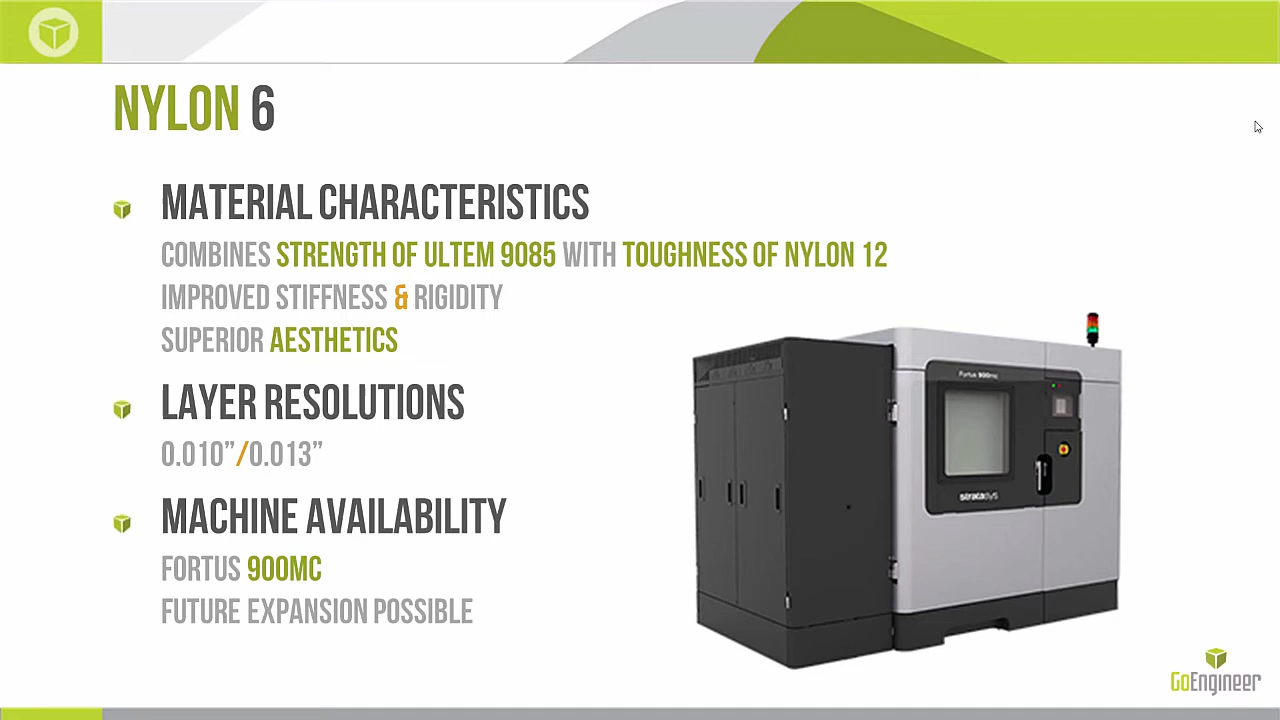 NYLON 6
MATERIAL CHARACTERISTICS
COMBINES STRENGTH OF ULTEM 9085 WITH TOUGHNESS OF NYLON 12
IMPROVED STIFFNESS & RIGIDITY
SUPERIOR AESTHETICS
LAYER RESOLUTIONS
0.010”/0.013”
MACHINE AVAILABILITY
FORTUS 900MC
FUTURE EXPANSION POSSIBLE
Fortus 900mc
stratasys
GoEngineer